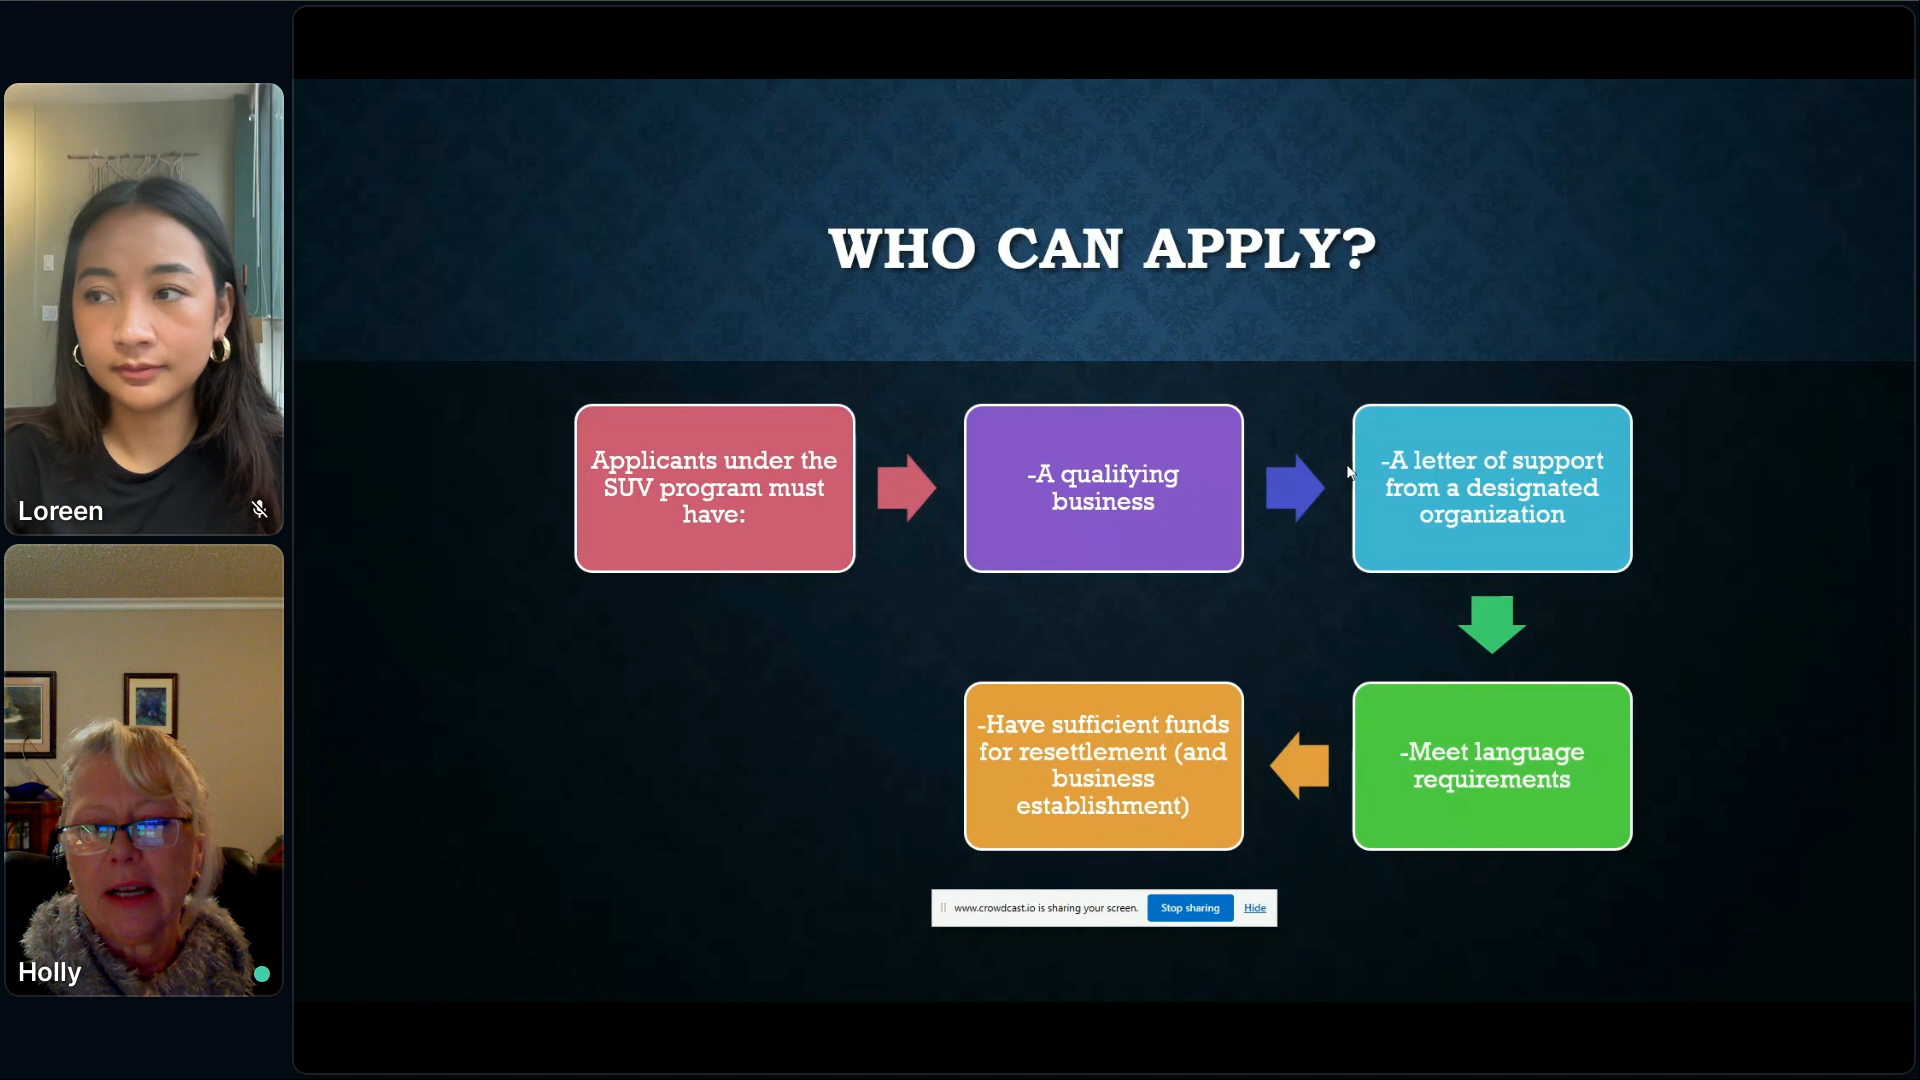 WHO CAN APPLY?
Applicants under the
SUV program must
have:
-A qualifying
business
-A letter of support
from a designated
organization
-Meet language
requirements
-Have sufficient funds
for resettlement (and
business
establishment)
www.crowdcast.io is sharing your screen.
Stop sharing
Hide
Loreen
Holly